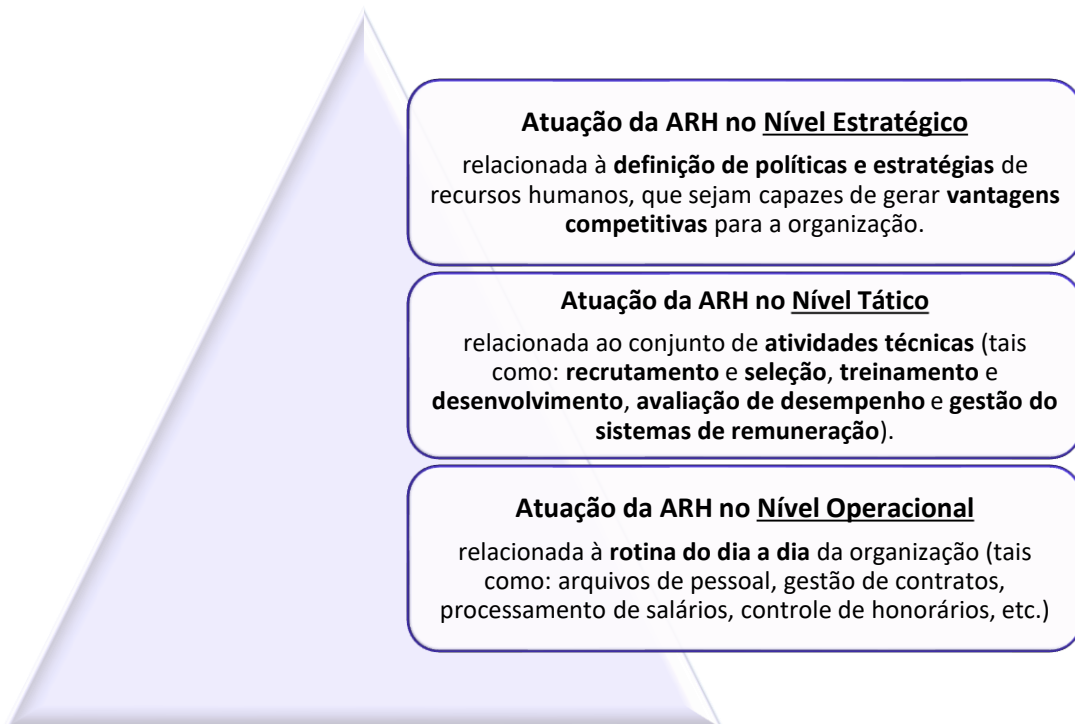 Atuação da ARH no Nível Estratégico
relacionada à definição de políticas e estratégias de
recursos humanos, que sejam capazes de gerar vantagens
competitivas para a organização.
Atuação da ARH no Nível Tático
relacionada ao conjunto de atividades técnicas (tais
como: recrutamento e seleção, treinamento e
desenvolvimento, avaliação de desempenho e gestão do
sistemas de remuneração).
Atuação da ARH no Nível Operacional
relacionada à rotina do dia a dia da organização (tais
como: arquivos de pessoal, gestão de contratos,
processamento de salários, controle de honorários, etc.)